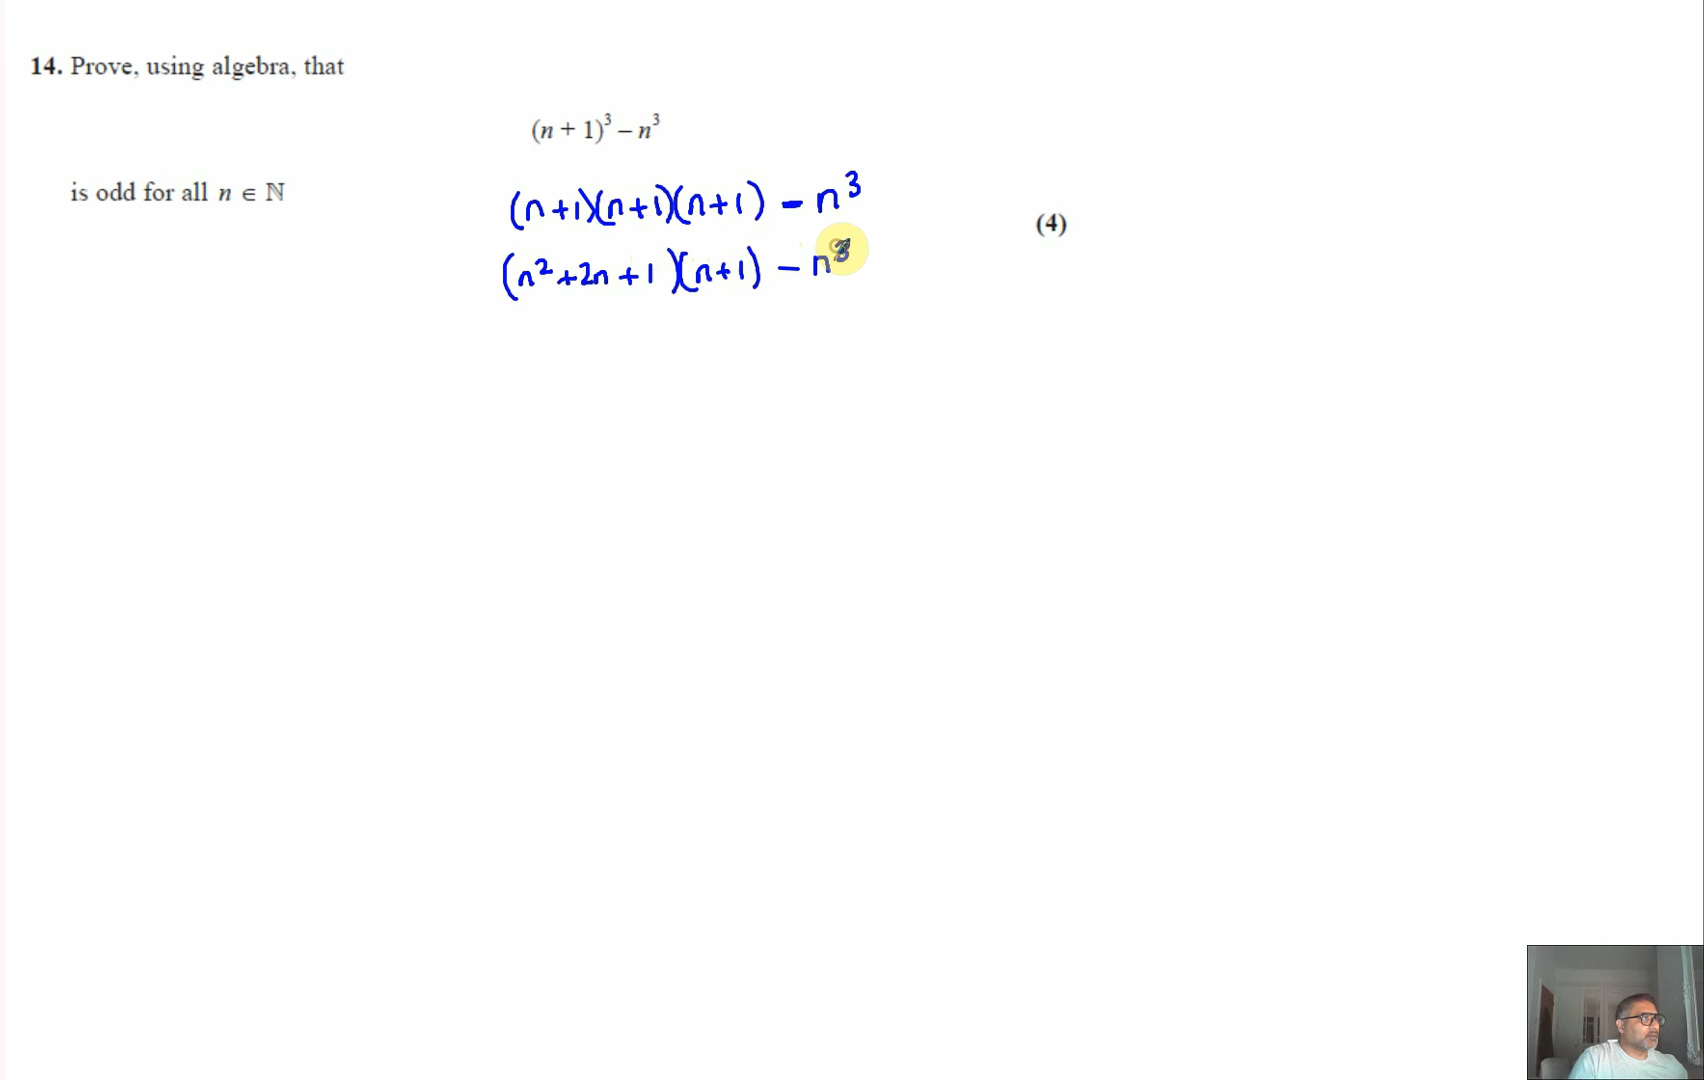 14. Prove, using algebra, that
(n + 1)³ – n³
is odd for all n ∈ ℕ
(n+1)(n+1)(n+1) – n³
(4)
(n²+2n+1)(n+1) – n³